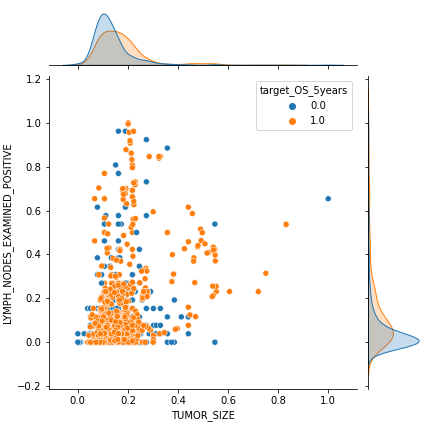 target_OS_5years
0.0
1.0
1.2
1.0
0.8
0.6
0.4
0.2
0.0
−0.2
LYMPH_NODES_EXAMINED_POSITIVE
0.0 0.2 0.4 0.6 0.8 1.0
TUMOR_SIZE